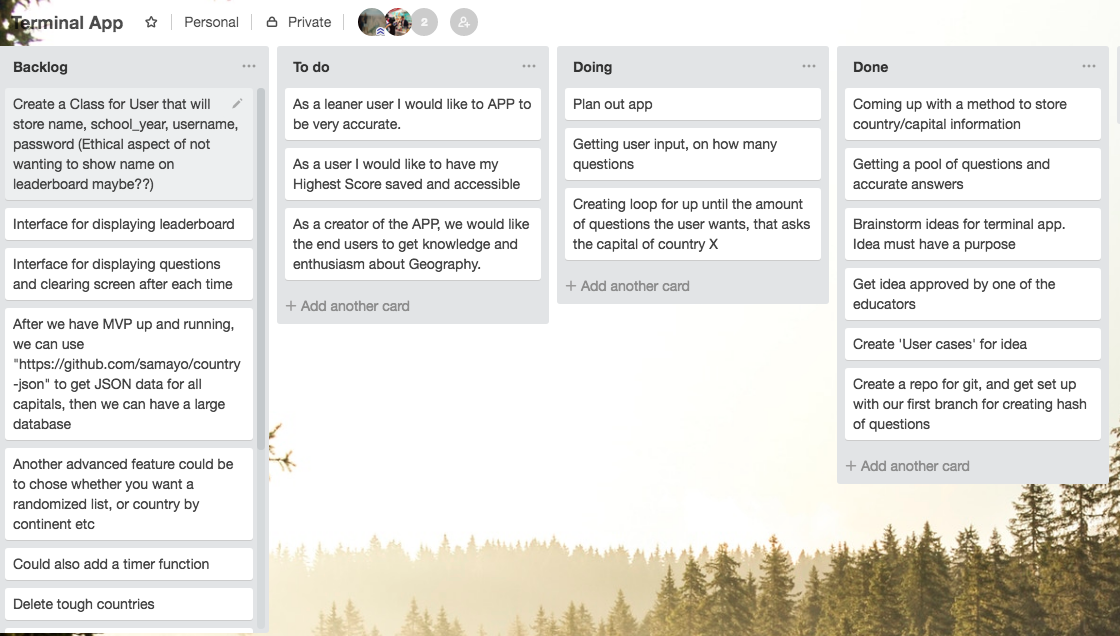 Terminal App
Personal
Private
2
Backlog
Create a Class for User that will
store name, school_year, username,
password (Ethical aspect of not
wanting to show name on
leaderboard maybe??)
Interface for displaying leaderboard
Interface for displaying questions
and clearing screen after each time
After we have MVP up and running,
we can use
"https://github.com/samayo/country
-json" to get JSON data for all
capitals, then we can have a large
database
Another advanced feature could be
to chose whether you want a
randomized list, or country by
continent etc
Could also add a timer function
Delete tough countries
To do
As a leaner user I would like to APP to
be very accurate.
As a user I would like to have my
Highest Score saved and accessible
As a creator of the APP, we would like
the end users to get knowledge and
enthusiasm about Geography.
+ Add another card
Doing
Plan out app
Getting user input, on how many
questions
Creating loop for up until the amount
of questions the user wants, that asks
the capital of country X
+ Add another card
Done
Coming up with a method to store
country/capital information
Getting a pool of questions and
accurate answers
Brainstorm ideas for terminal app.
Idea must have a purpose
Get idea approved by one of the
educators
Create 'User cases' for idea
Create a repo for git, and get set up
with our first branch for creating hash
of questions
+ Add another card